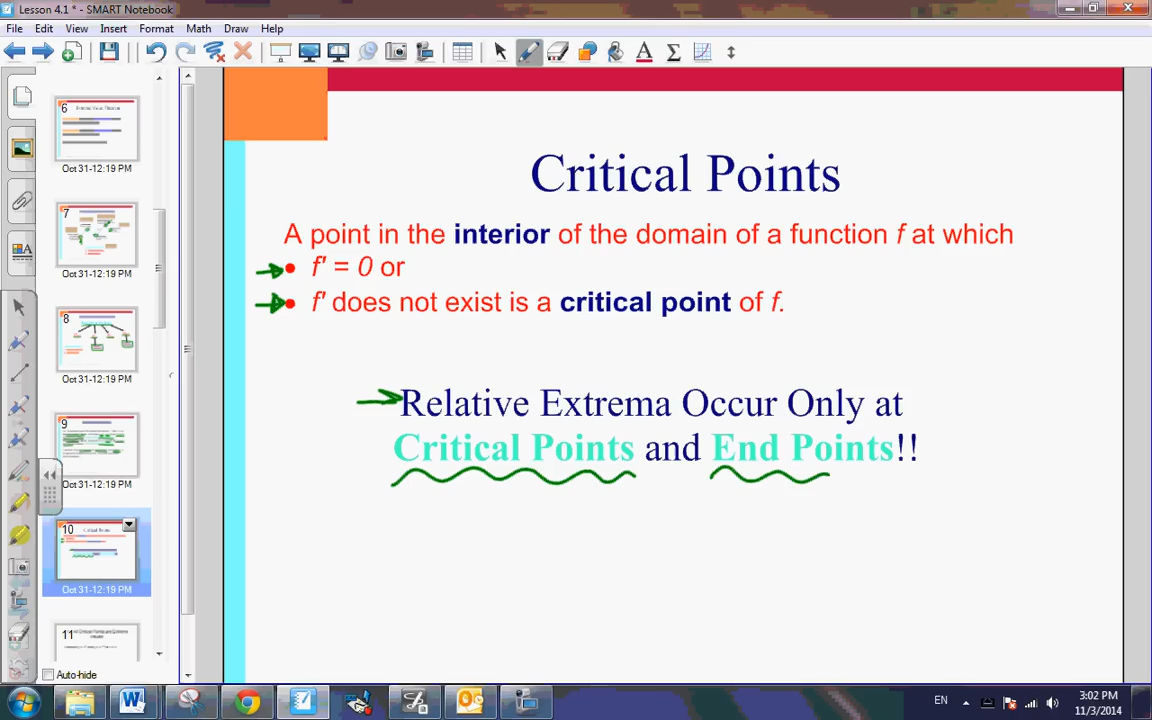 Lesson 4.1 * - SMART Notebook
File Edit View Insert Format Math Draw Help
6
Oct 31-12:19 PM
7
Oct 31-12:19 PM
8
Oct 31-12:19 PM
9
Oct 31-12:19 PM
10
Critical Points
Oct 31-12:19 PM
11
Auto-hide
Critical Points
A point in the interior of the domain of a function f at which
• f' = 0 or
• f' does not exist is a critical point of f.
Relative Extrema Occur Only at
Critical Points and End Points!!
EN
3:02 PM
11/3/2014